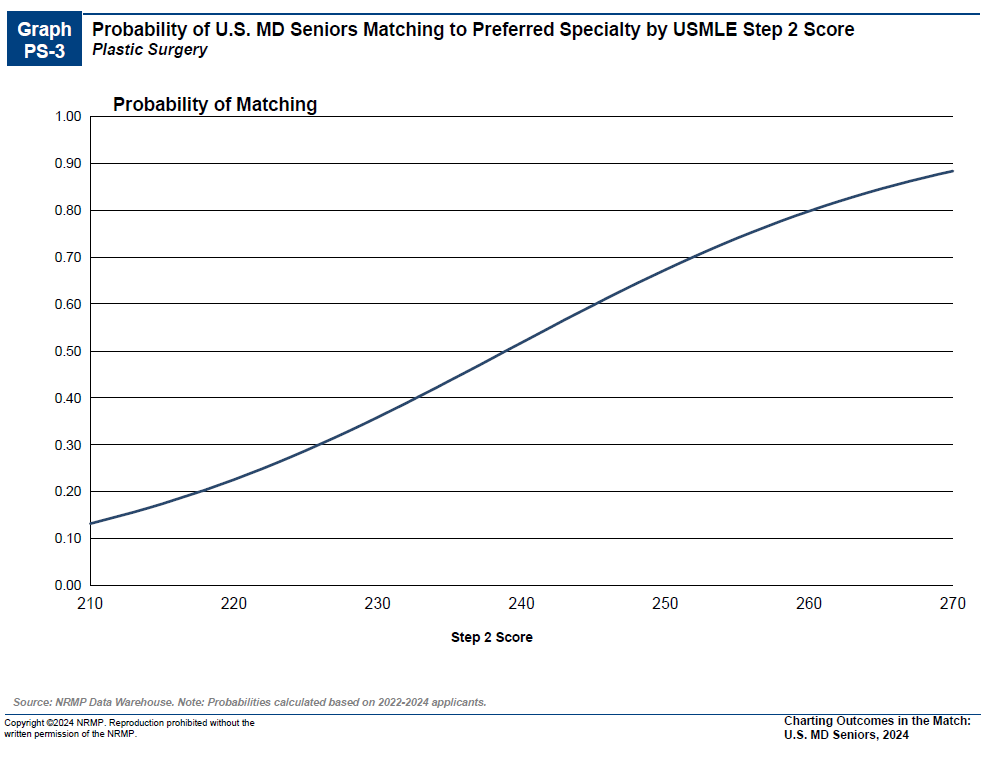 Graph
PS-3
Probability of U.S. MD Seniors Matching to Preferred Specialty by USMLE Step 2 Score
Plastic Surgery
Probability of Matching
1.00
0.90
0.80
0.70
0.60
0.50
0.40
0.30
0.20
0.10
0.00
210 220 230 240 250 260 270
Step 2 Score
Source: NRMP Data Warehouse. Note: Probabilities calculated based on 2022-2024 applicants.
Copyright ©2024 NRMP. Reproduction prohibited without the
written permission of the NRMP.
Charting Outcomes in the Match:
U.S. MD Seniors, 2024